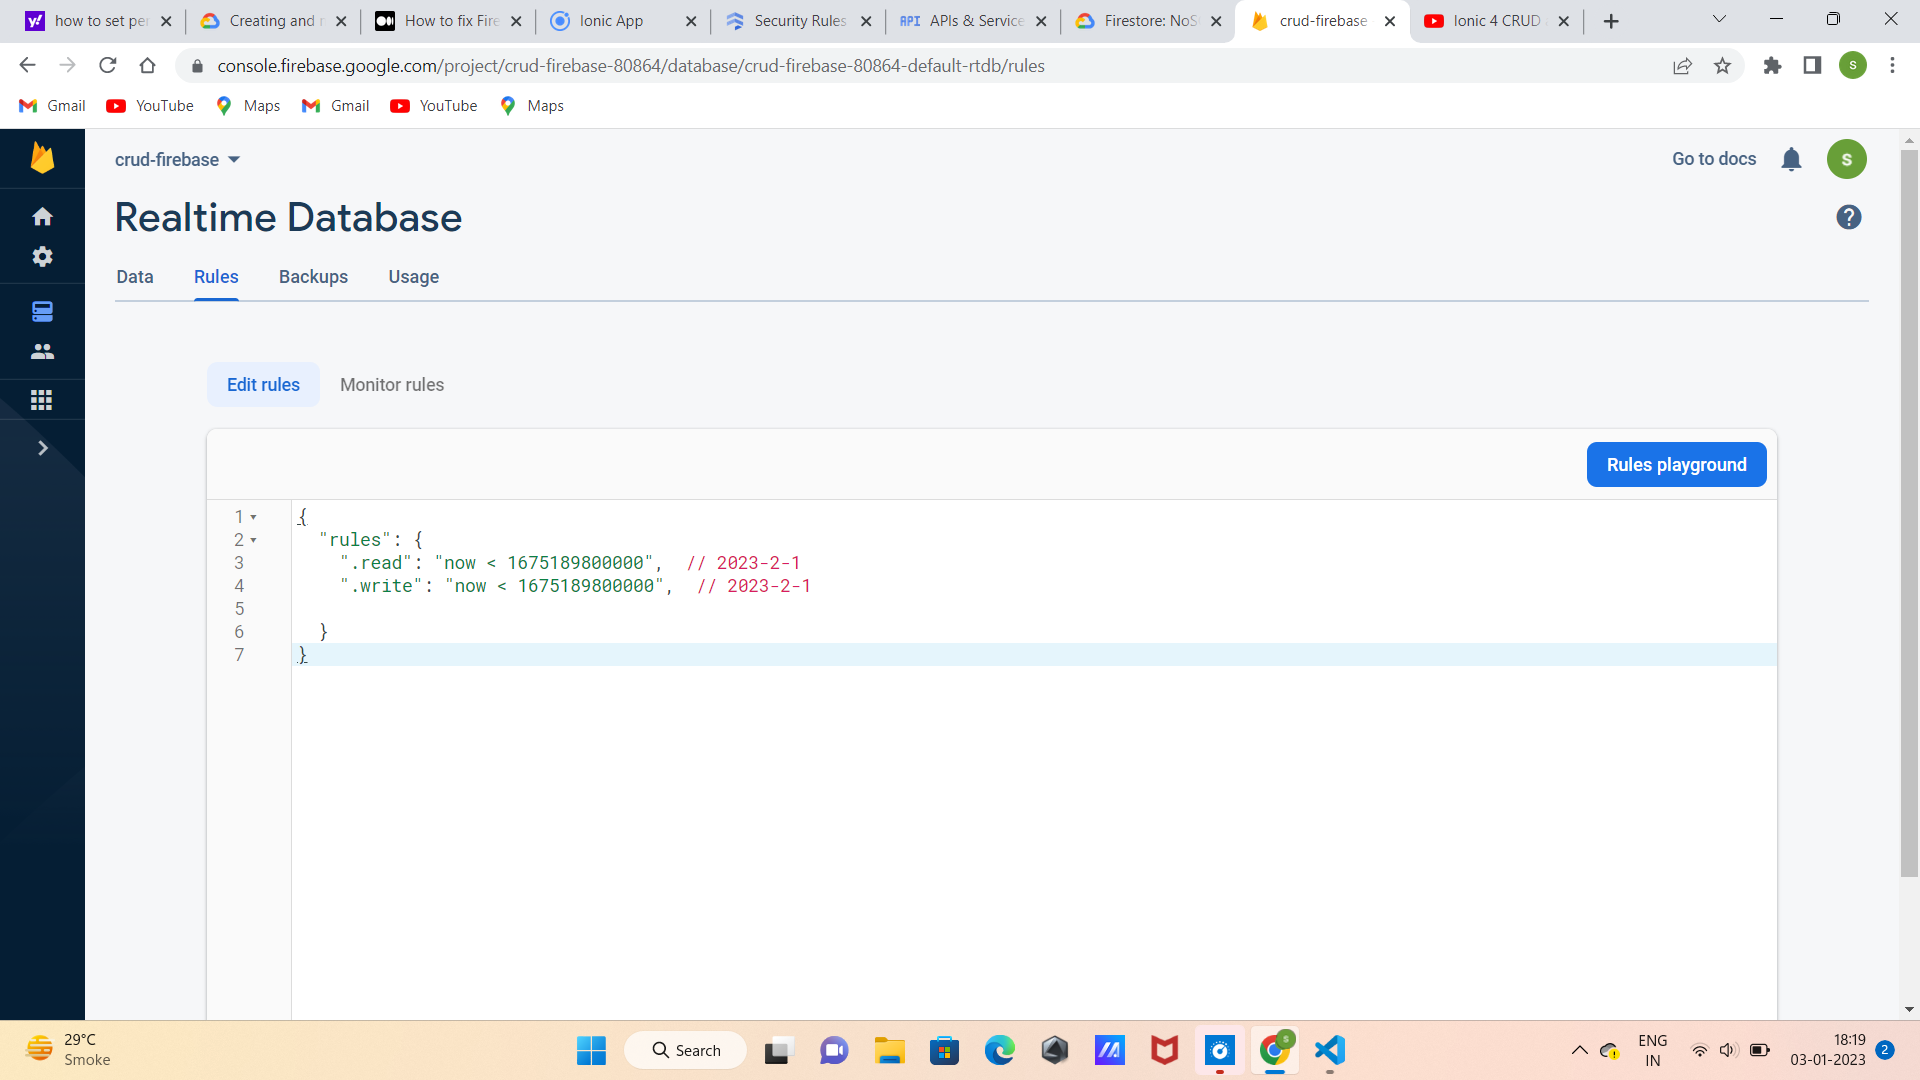 how to set per
Creating and r
How to fix Fire
Ionic App
Security Rules
API APIs & Service
Firestore: NoS
crud-firebase
Ionic 4 CRUD
console.firebase.google.com/project/crud-firebase-80864/database/crud-firebase-80864-default-rtdb/rules
S
Gmail
YouTube
Maps
Gmail
YouTube
Maps
crud-firebase
Go to docs
S
Realtime Database
?
Data
Rules
Backups
Usage
Edit rules
Monitor rules
Rules playground
1 {
2 "rules": {
3 ".read": "now < 1675189800000", // 2023-2-1
4 ".write": "now < 1675189800000", // 2023-2-1
5
6 }
7 }
29°C
Smoke
Search
ENG
IN
18:19
03-01-2023
2